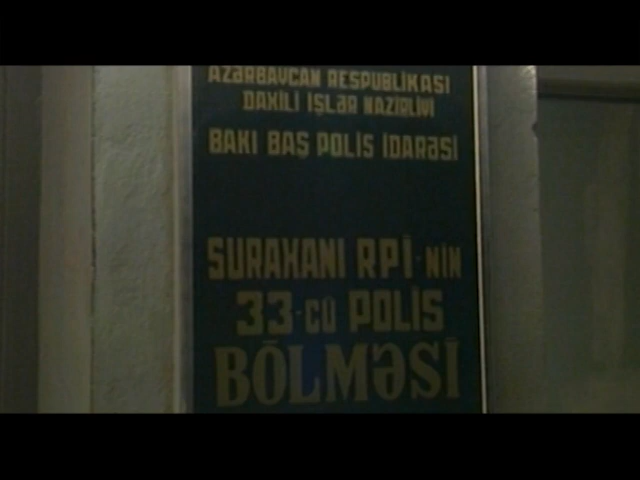 AZƏRBAYCAN RESPUBLİKASI
DAXİLİ İŞLƏR NAZİRLİYİ
BAKI BAŞ POLİS İDARƏSİ
SURAXANI RPİ-NİN
33-CÜ POLİS
BÖLMƏSİ